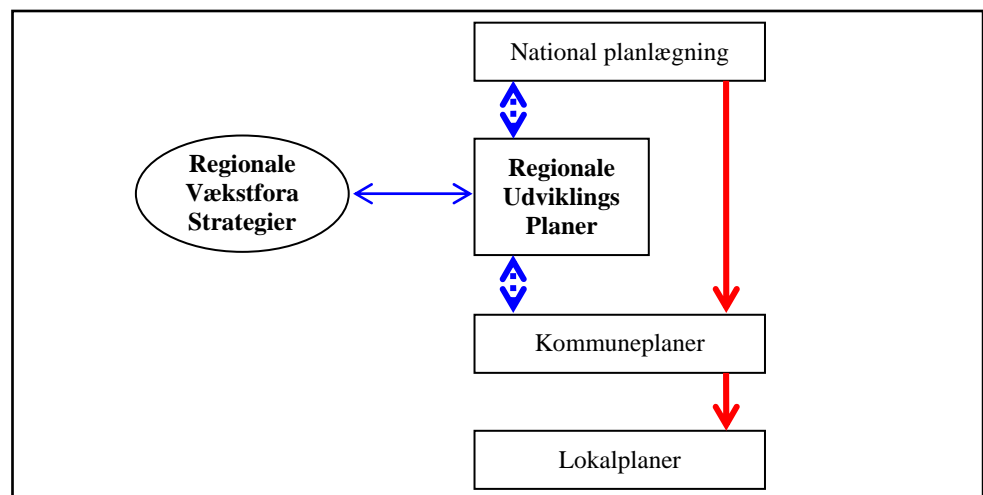 National planlægning
Regionale
Vækstfora
Strategier
Regionale
Udviklings
Planer
Kommuneplaner
Lokalplaner